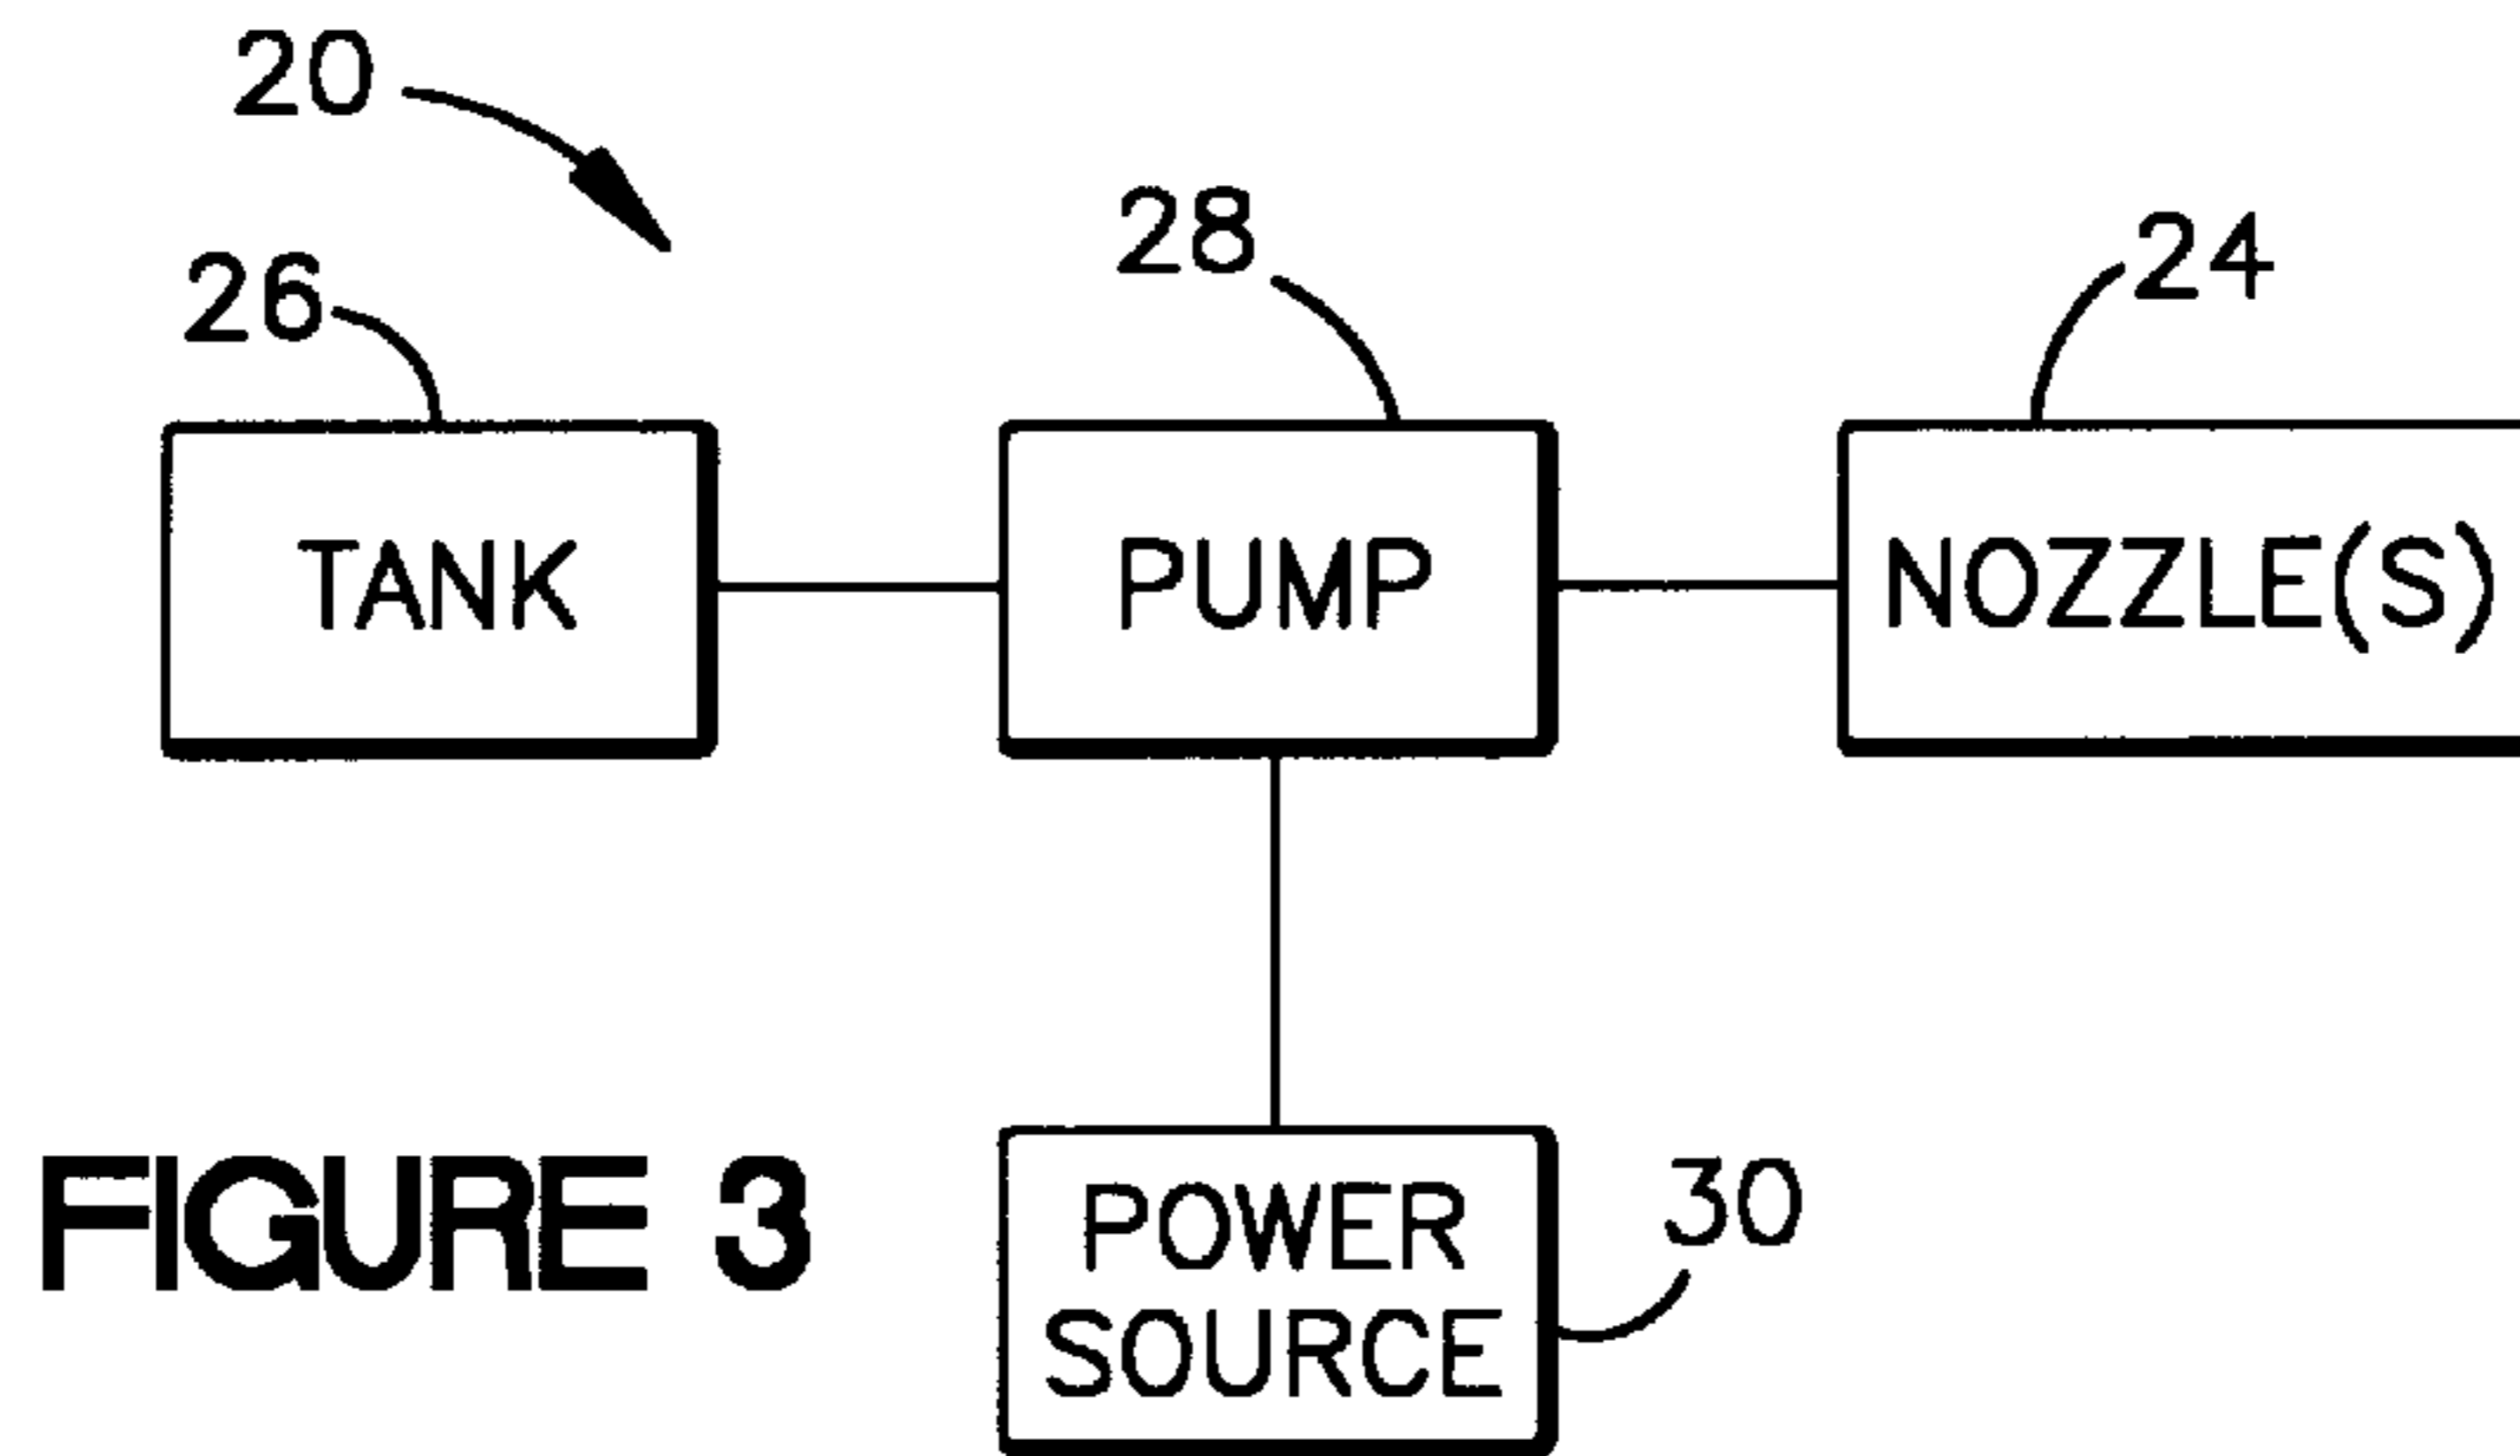 20
26
28
24
TANK
PUMP
NOZZLE(S)
FIGURE 3
POWER
SOURCE
30